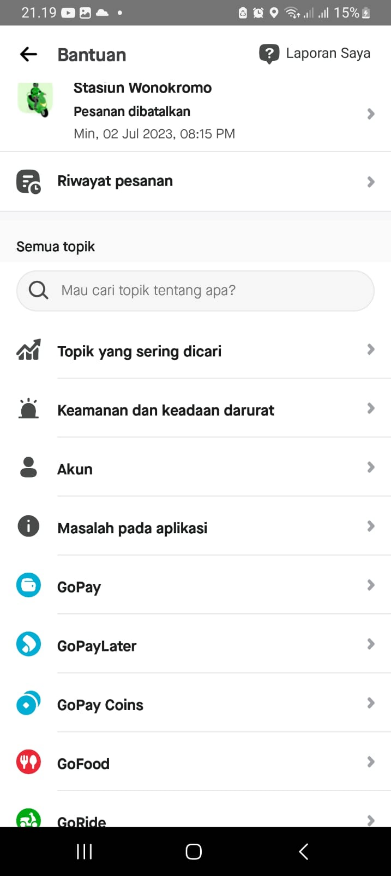 21.19
15%
Bantuan
Laporan Saya
Stasiun Wonokromo
Pesanan dibatalkan
Min, 02 Jul 2023, 08:15 PM
Riwayat pesanan
Semua topik
Mau cari topik tentang apa?
Topik yang sering dicari
Keamanan dan keadaan darurat
Akun
Masalah pada aplikasi
GoPay
GoPayLater
GoPay Coins
GoFood
GoRide